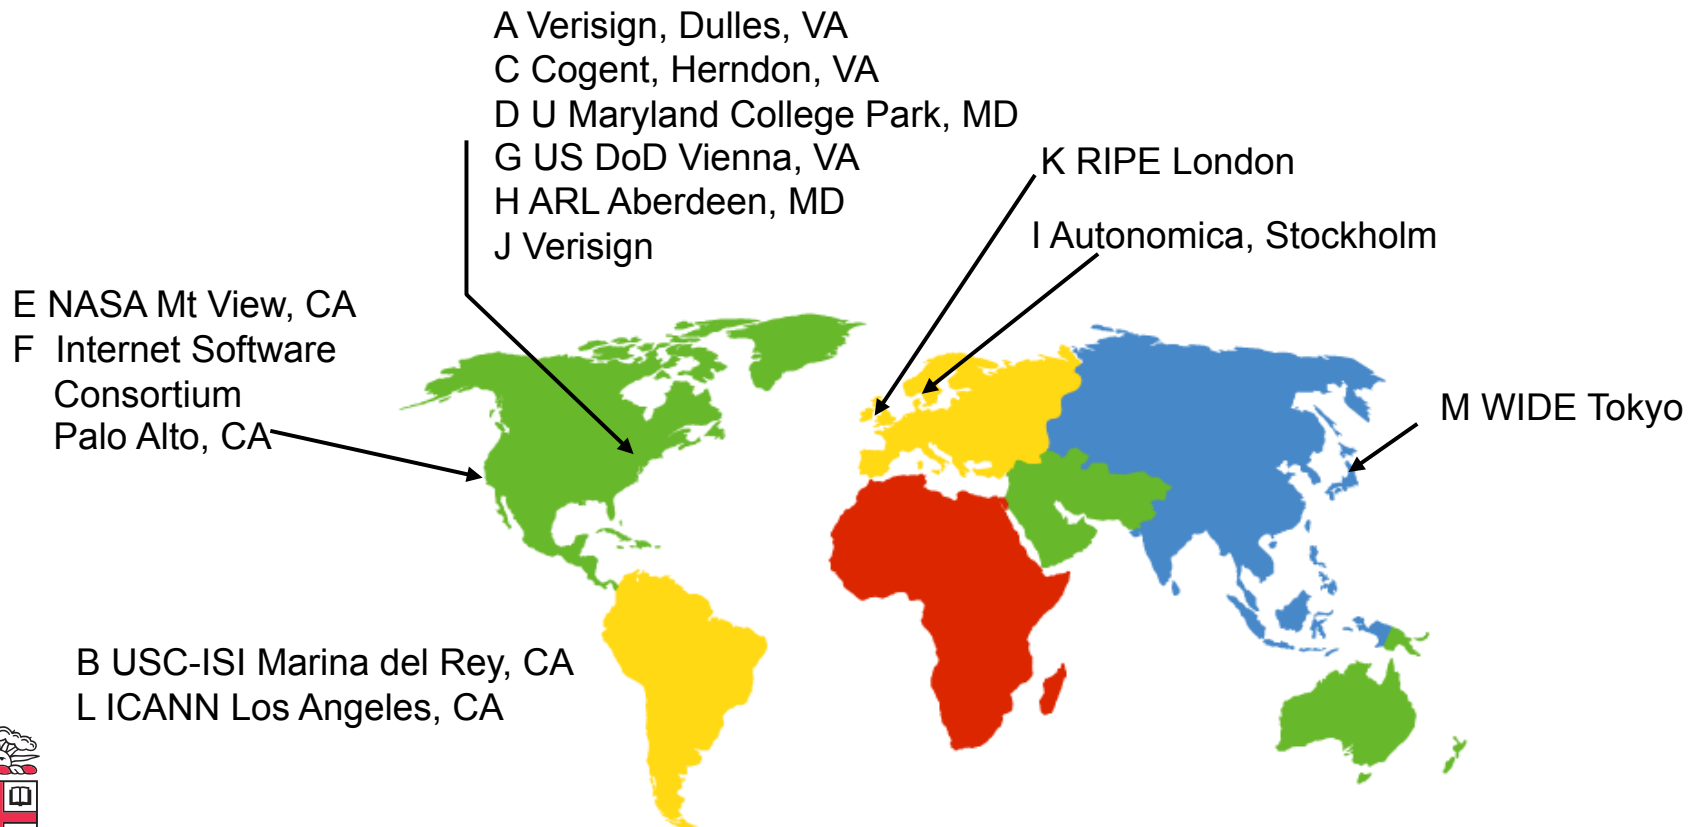 A Verisign, Dulles, VA
C Cogent, Herndon, VA
D U Maryland College Park, MD
G US DoD Vienna, VA
H ARL Aberdeen, MD
J Verisign
K RIPE London
I Autonomica, Stockholm
E NASA Mt View, CA
F Internet Software
Consortium
Palo Alto, CA
M WIDE Tokyo
B USC-ISI Marina del Rey, CA
L ICANN Los Angeles, CA